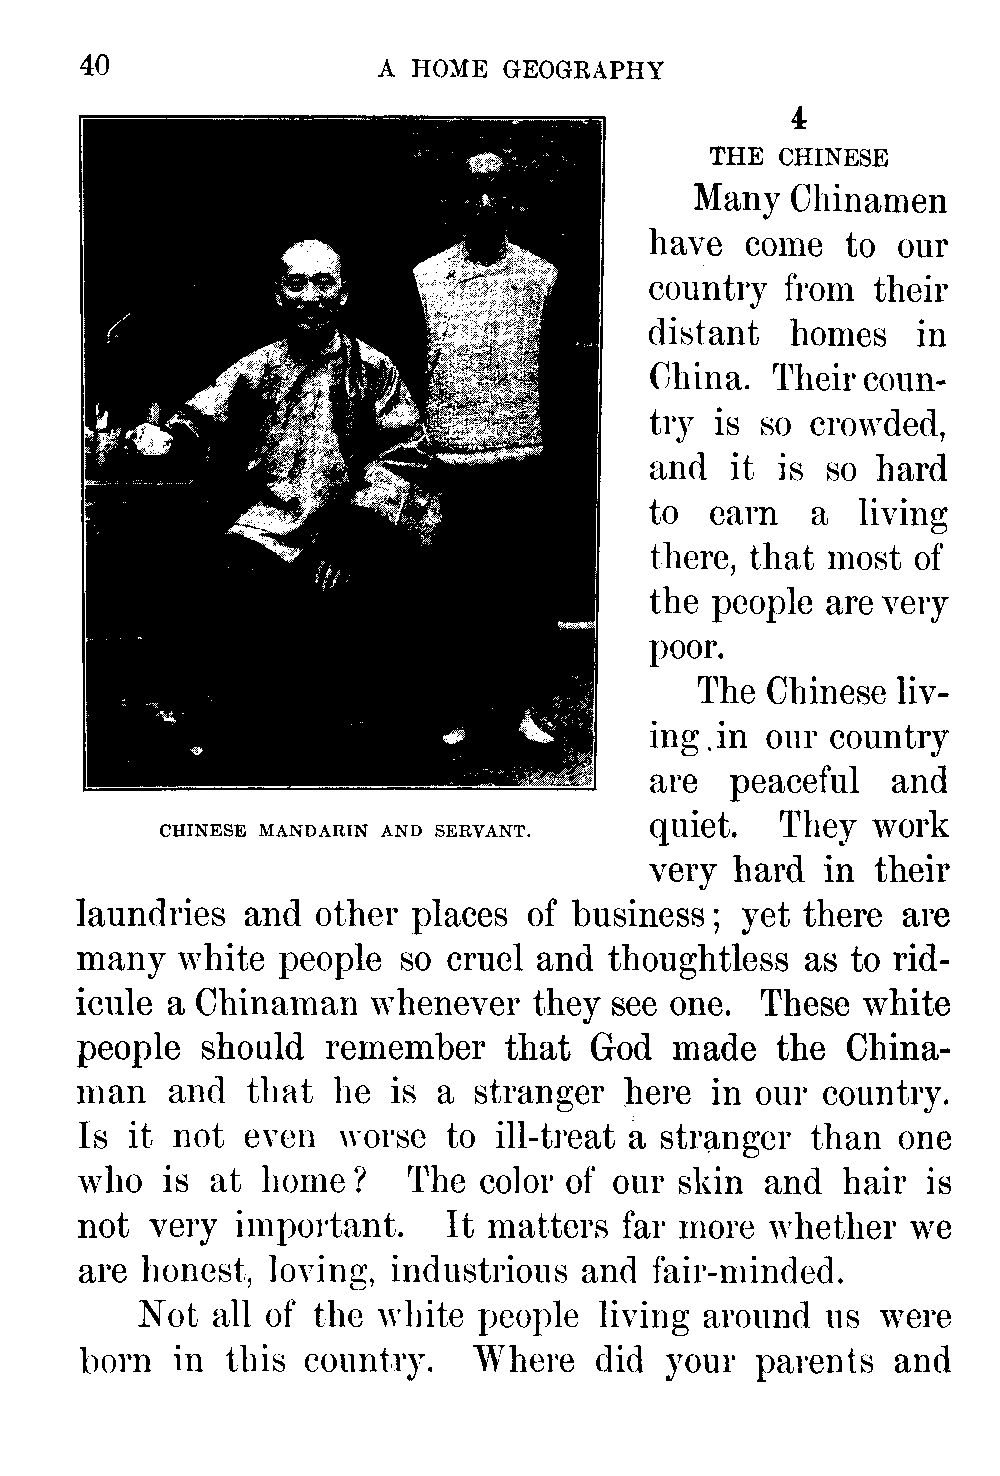 40
A HOME GEOGRAPHY
4
THE CHINESE
Many Chinamen
have come to our
country from their
distant homes in
China. Their coun-
try is so crowded,
and it is so hard
to earn a living
there, that most of
the people are very
poor.
The Chinese liv-
ing in our country
are peaceful and
quiet. They work
very hard in their
CHINESE MANDARIN AND SERVANT.
laundries and other places of business; yet there are
many white people so cruel and thoughtless as to rid-
icule a Chinaman whenever they see one. These white
people should remember that God made the China-
man and that he is a stranger here in our country.
Is it not even worse to ill-treat a stranger than one
who is at home? The color of our skin and hair is
not very important. It matters far more whether we
are honest, loving, industrious and fair-minded.
Not all of the white people living around us were
born in this country. Where did your parents and